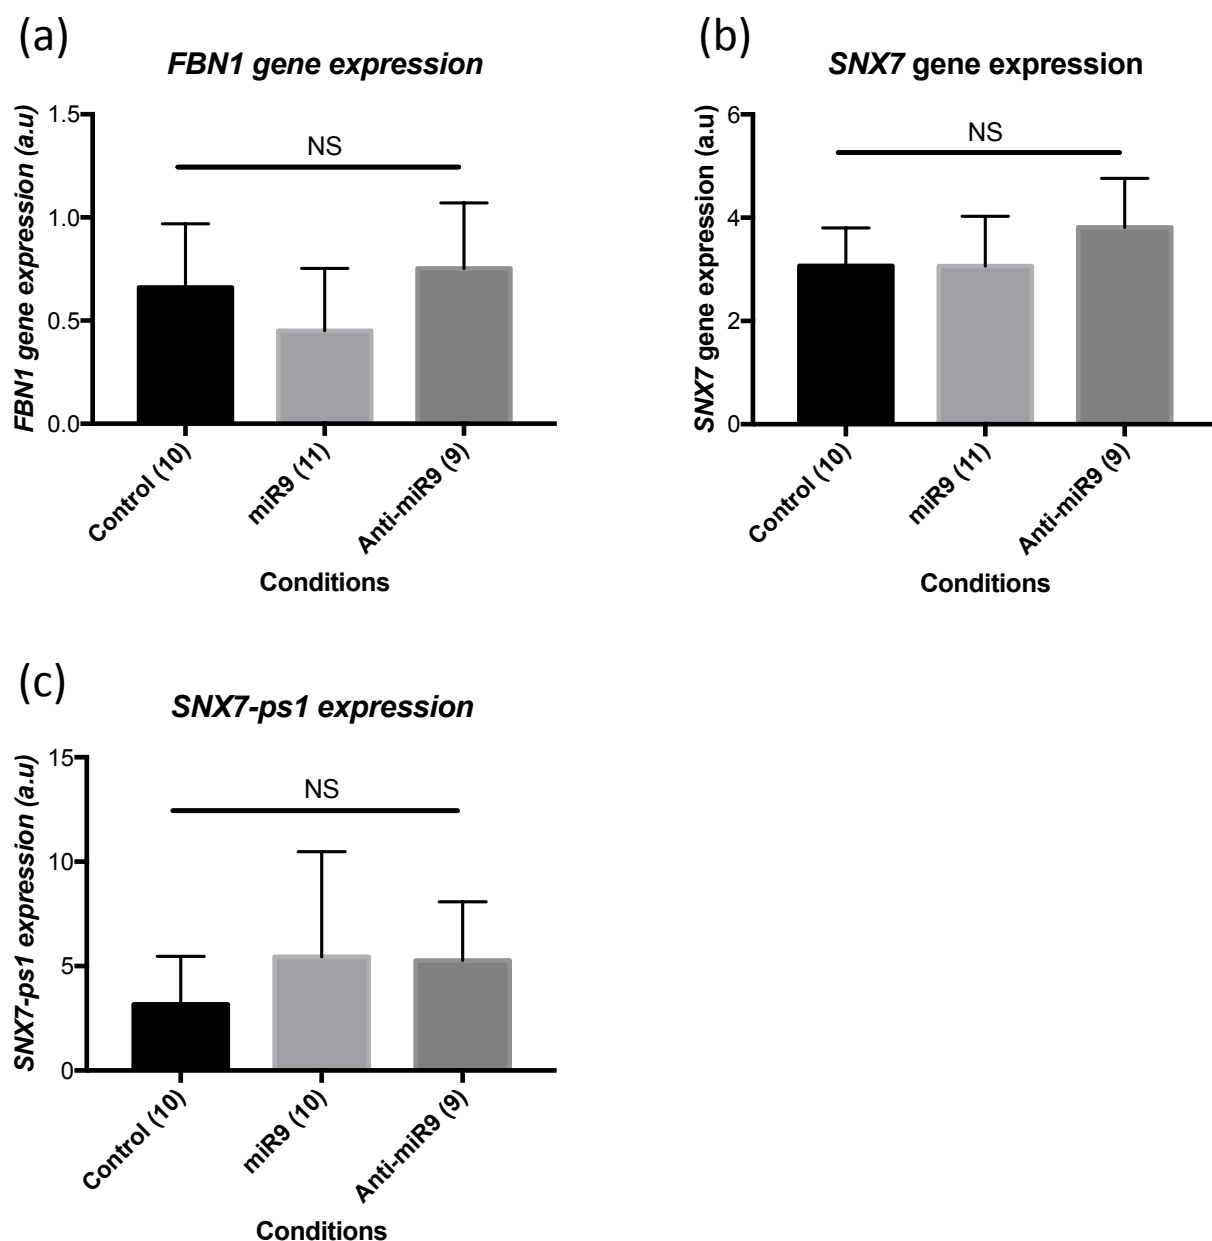 (a)
FBN1 gene expression
FBN1 gene expression (a.u)
1.5
1.0
0.5
0.0
NS
Control (10)
miR9 (11)
Anti-miR9 (9)
Conditions
(b)
SNX7 gene expression
SNX7 gene expression (a.u)
6
4
2
0
NS
Control (10)
miR9 (11)
Anti-miR9 (9)
Conditions
(c)
SNX7-ps1 expression
SNX7-ps1 expression (a.u)
15
10
5
0
NS
Control (10)
miR9 (10)
Anti-miR9 (9)
Conditions